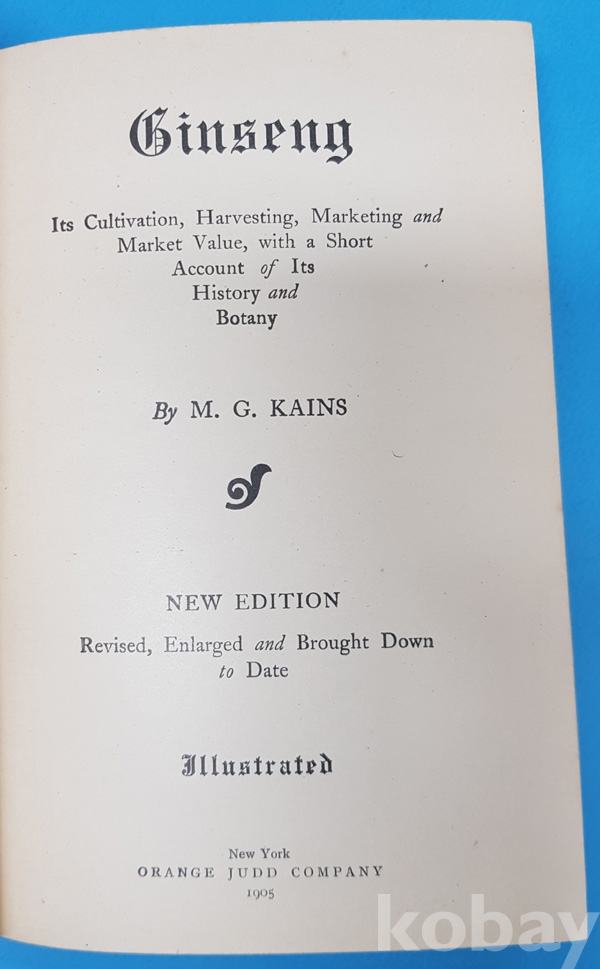 Ginseng
Its Cultivation, Harvesting, Marketing and
Market Value, with a Short
Account of Its
History and
Botany
By M. G. KAINS
NEW EDITION
Revised, Enlarged and Brought Down
to Date
Illustrated
New York
ORANGE JUDD COMPANY
1905
kobay